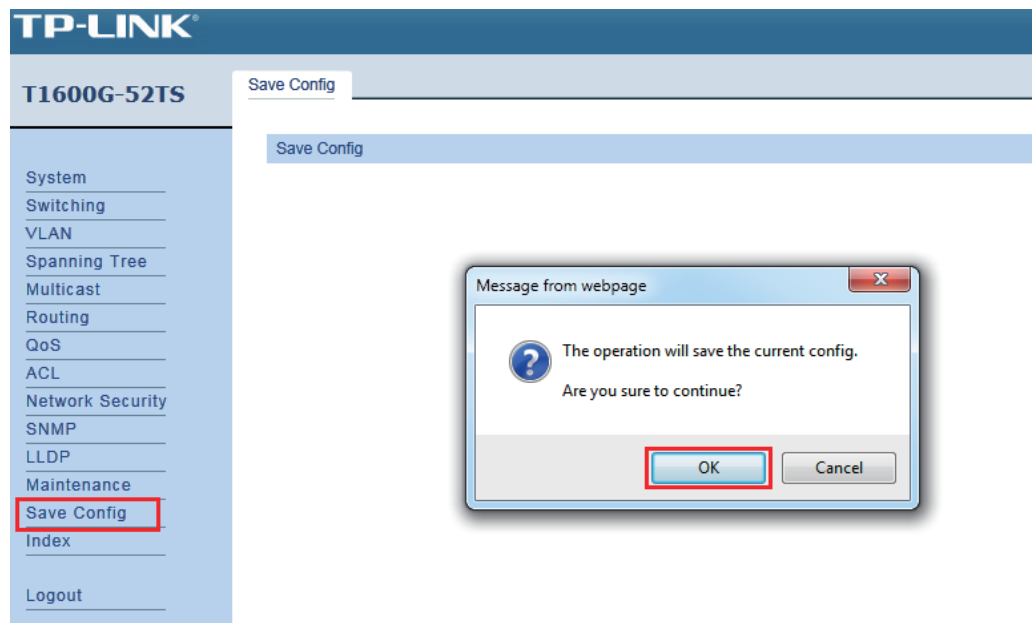 TP-LINK®
T1600G-52TS
Save Config
Save Config
System
Switching
VLAN
Spanning Tree
Multicast
Routing
QoS
ACL
Network Security
SNMP
LLDP
Maintenance
Save Config
Index
Logout
Message from webpage
The operation will save the current config.
Are you sure to continue?
OK Cancel